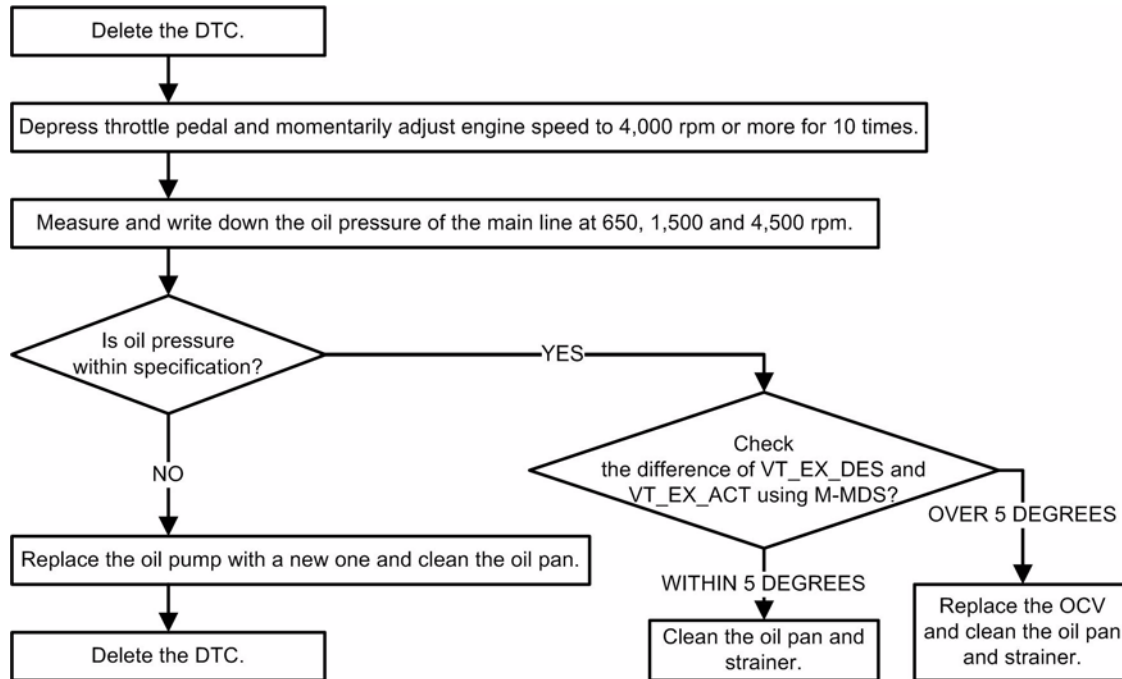 Delete the DTC.
Depress throttle pedal and momentarily adjust engine speed to 4,000 rpm or more for 10 times.
Measure and write down the oil pressure of the main line at 650, 1,500 and 4,500 rpm.
Is oil pressure
within specification?
YES
NO
Check
the difference of VT_EX_DES and
VT_EX_ACT using M-MDS?
OVER 5 DEGREES
WITHIN 5 DEGREES
Replace the oil pump with a new one and clean the oil pan.
Delete the DTC.
Clean the oil pan and
strainer.
Replace the OCV
and clean the oil pan
and strainer.